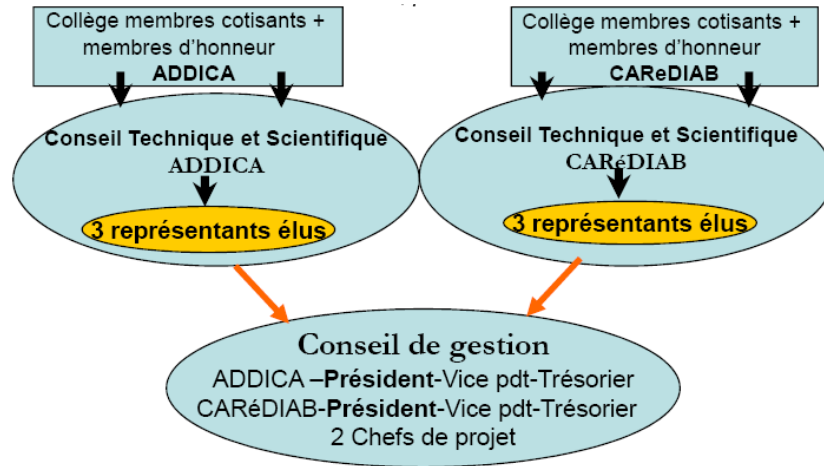 Collège membres cotisants +
membres d'honneur
ADDICA
Conseil Technique et Scientifique
ADDICA
3 représentants élus
Collège membres cotisants +
membres d'honneur
CAReDIAB
Conseil Technique et Scientifique
CARéDIAB
3 représentants élus
Conseil de gestion
ADDICA –Président-Vice pdt-Trésorier
CARéDIAB-Président-Vice pdt-Trésorier
2 Chefs de projet